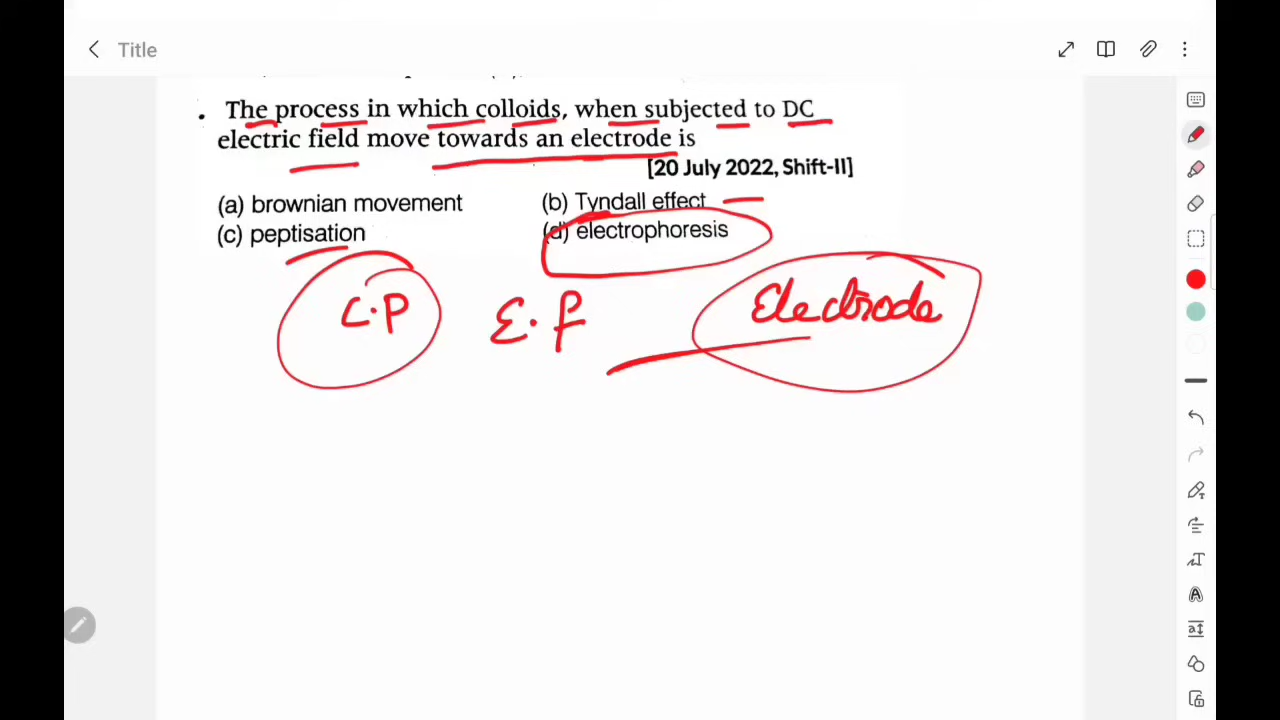 Title
. The process in which colloids, when subjected to DC
electric field move towards an electrode is
[20 July 2022, Shift-II]
(a) brownian movement (b) Tyndall effect
(c) peptisation (d) electrophoresis
C.P E.f Electrode